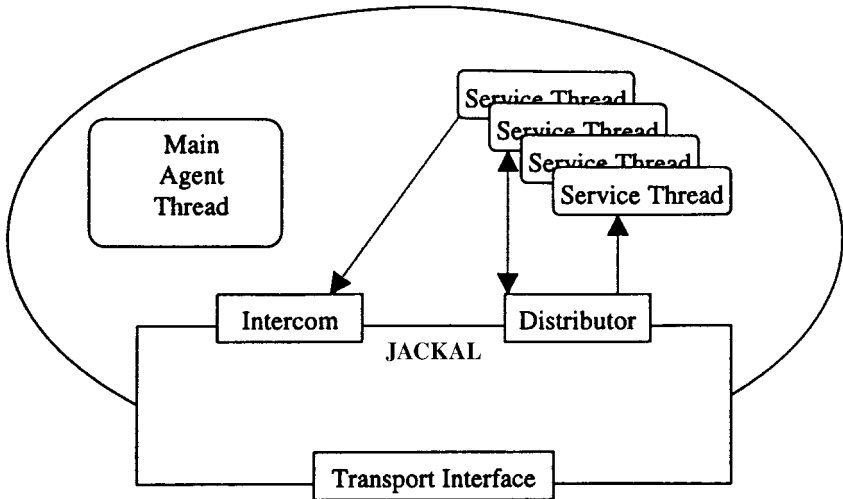 Service Thread
Service Thread
Service Thread
Service Thread
Main
Agent
Thread
Intercom
Distributor
JACKAL
Transport Interface